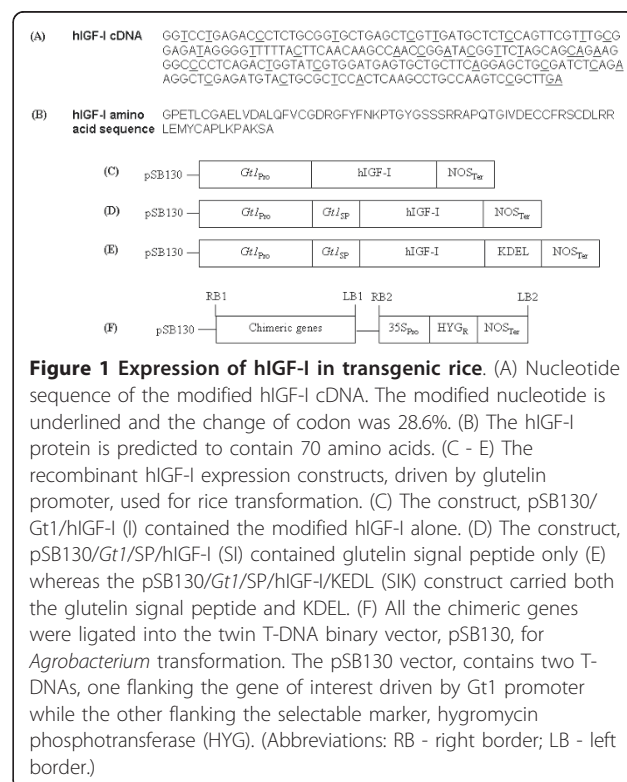 (A) hIGF-I cDNA GGTCCTGAGACCCTCTGCGGTGCTGAGCTCGTTGATGCTCTCCAGTTCGTTTGCG
GAGATAGGGGTTTTTACTTCAACAAGCCAACCGGATACGGTTCTAGCAGCAGAAG
GGCCCCTCAGACTGGTATCGTGGATGAGTGCTGCTTCAGGAGCTGCGATCTCAGA
AGGCTCGAGATGTACTGCGCTCCACTCAAGCCTGCCAAGTCCGCTTGA
(B) hIGF-I amino GPETLCGAELVDALQFVCGDRGFYFNKPTGYGSSSRRAPQTGIVDECCFRSCDLRR
acid sequence LEMYCAPLKPAKSA
(C) pSB130 Gt1Pro hIGF-I NOSTer
(D) pSB130 Gt1Pro Gt1SP hIGF-I NOSTer
(E) pSB130 Gt1Pro Gt1SP hIGF-I KDEL NOSTer
RB1 LB1 RB2 LB2
(F) pSB130 Chimeric genes 35SPro HYGR NOSTer
Figure 1 Expression of hIGF-I in transgenic rice. (A) Nucleotide
sequence of the modified hIGF-I cDNA. The modified nucleotide is
underlined and the change of codon was 28.6%. (B) The hIGF-I
protein is predicted to contain 70 amino acids. (C - E) The
recombinant hIGF-I expression constructs, driven by glutelin
promoter, used for rice transformation. (C) The construct, pSB130/
Gt1/hIGF-I (I) contained the modified hIGF-I alone. (D) The construct,
pSB130/Gt1/SP/hIGF-I (SI) contained glutelin signal peptide only (E)
whereas the pSB130/Gt1/SP/hIGF-I/KEDL (SIK) construct carried both
the glutelin signal peptide and KDEL. (F) All the chimeric genes
were ligated into the twin T-DNA binary vector, pSB130, for
Agrobacterium transformation. The pSB130 vector, contains two T-
DNAs, one flanking the gene of interest driven by Gt1 promoter
while the other flanking the selectable marker, hygromycin
phosphotransferase (HYG). (Abbreviations: RB - right border; LB - left
border.)